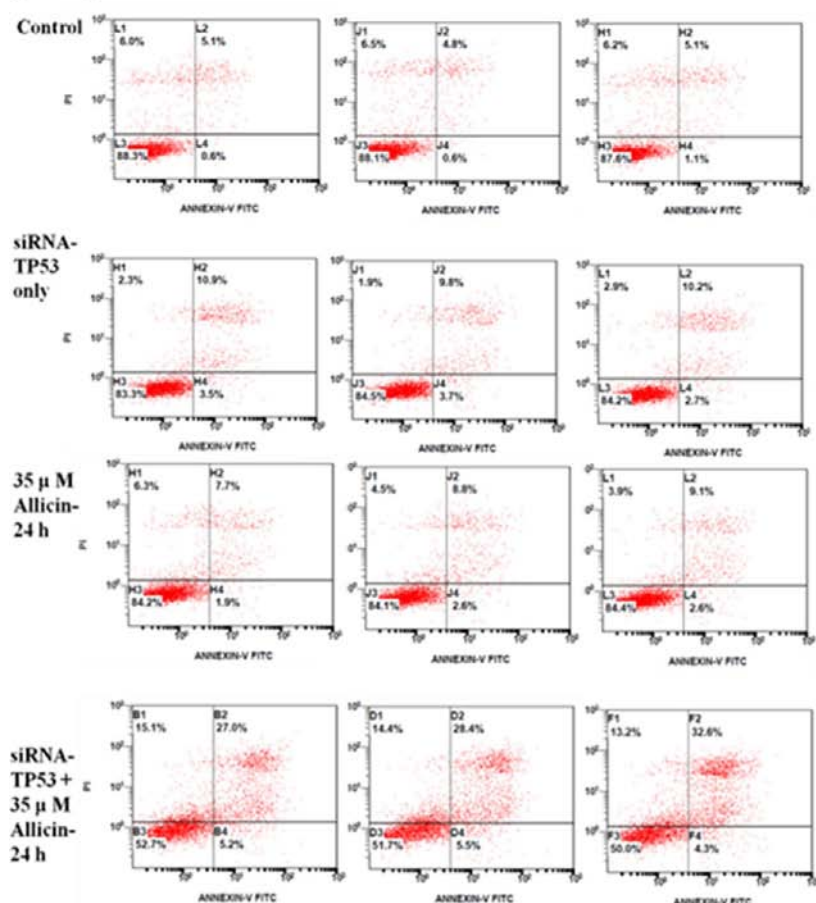 Control
L1 L2
6.0% 5.1%
PI
L3 L4
88.3% 0.6%
ANNEXIN-V FITC
J1 J2
6.5% 4.8%
J3 J4
88.1% 0.6%
ANNEXIN-V FITC
H1 H2
6.2% 5.1%
H3 H4
87.6% 1.1%
ANNEXIN-V FITC
siRNA-
TP53
only
H1 H2
2.3% 10.9%
PI
H3 H4
83.3% 3.5%
ANNEXIN-V FITC
J1 J2
1.9% 9.8%
J3 J4
84.5% 3.7%
ANNEXIN-V FITC
L1 L2
2.9% 10.2%
L3 L4
84.2% 2.7%
ANNEXIN-V FITC
35 μ M
Allicin-
24 h
H1 H2
6.3% 7.7%
PI
H3 H4
84.2% 1.9%
ANNEXIN-V FITC
J1 J2
4.5% 8.8%
J3 J4
84.1% 2.6%
ANNEXIN-V FITC
L1 L2
3.9% 9.1%
L3 L4
84.4% 2.6%
ANNEXIN-V FITC
siRNA-
TP53 +
35 μ M
Allicin-
24 h
B1 B2
15.1% 27.0%
PI
B3 B4
52.7% 5.2%
ANNEXIN-V FITC
D1 D2
14.4% 28.4%
D3 D4
51.7% 5.5%
ANNEXIN-V FITC
F1 F2
13.2% 32.6%
F3 F4
50.0% 4.3%
ANNEXIN-V FITC